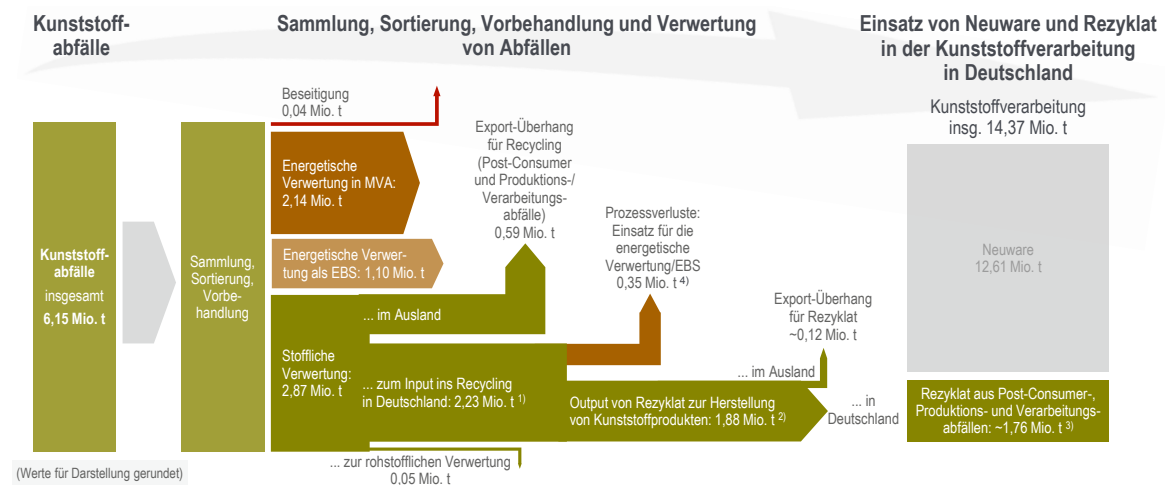 Kunststoff-
abfälle
Sammlung, Sortierung, Vorbehandlung und Verwertung
von Abfällen
Einsatz von Neuware und Rezyklat
in der Kunststoffverarbeitung
in Deutschland
Kunststoff-
abfälle
insgesamt
6,15 Mio. t
Sammlung,
Sortierung,
Vorbe-
handlung
Beseitigung
0,04 Mio. t
Energetische
Verwertung in MVA:
2,14 Mio. t
Energetische Verwer-
tung als EBS: 1,10 Mio. t
Stoffliche
Verwertung:
2,87 Mio. t
... im Ausland
Export-Überhang
für Recycling
(Post-Consumer
und Produktions-/
Verarbeitungs-
abfälle)
0,59 Mio. t
... zum Input ins Recycling
in Deutschland: 2,23 Mio. t 1)
... zur rohstofflichen Verwertung
0,05 Mio. t
Prozessverluste:
Einsatz für die
energetische
Verwertung/EBS
0,35 Mio. t 4)
Output von Rezyklat zur Herstellung
von Kunststoffprodukten: 1,88 Mio. t 2)
Export-Überhang
für Rezyklat
~0,12 Mio. t
... im Ausland
... in
Deutschland
Kunststoffverarbeitung
insg. 14,37 Mio. t
Neuware
12,61 Mio. t
Rezyklat aus Post-Consumer-,
Produktions- und Verarbeitungs-
abfällen: ~1,76 Mio. t 3)
(Werte für Darstellung gerundet)